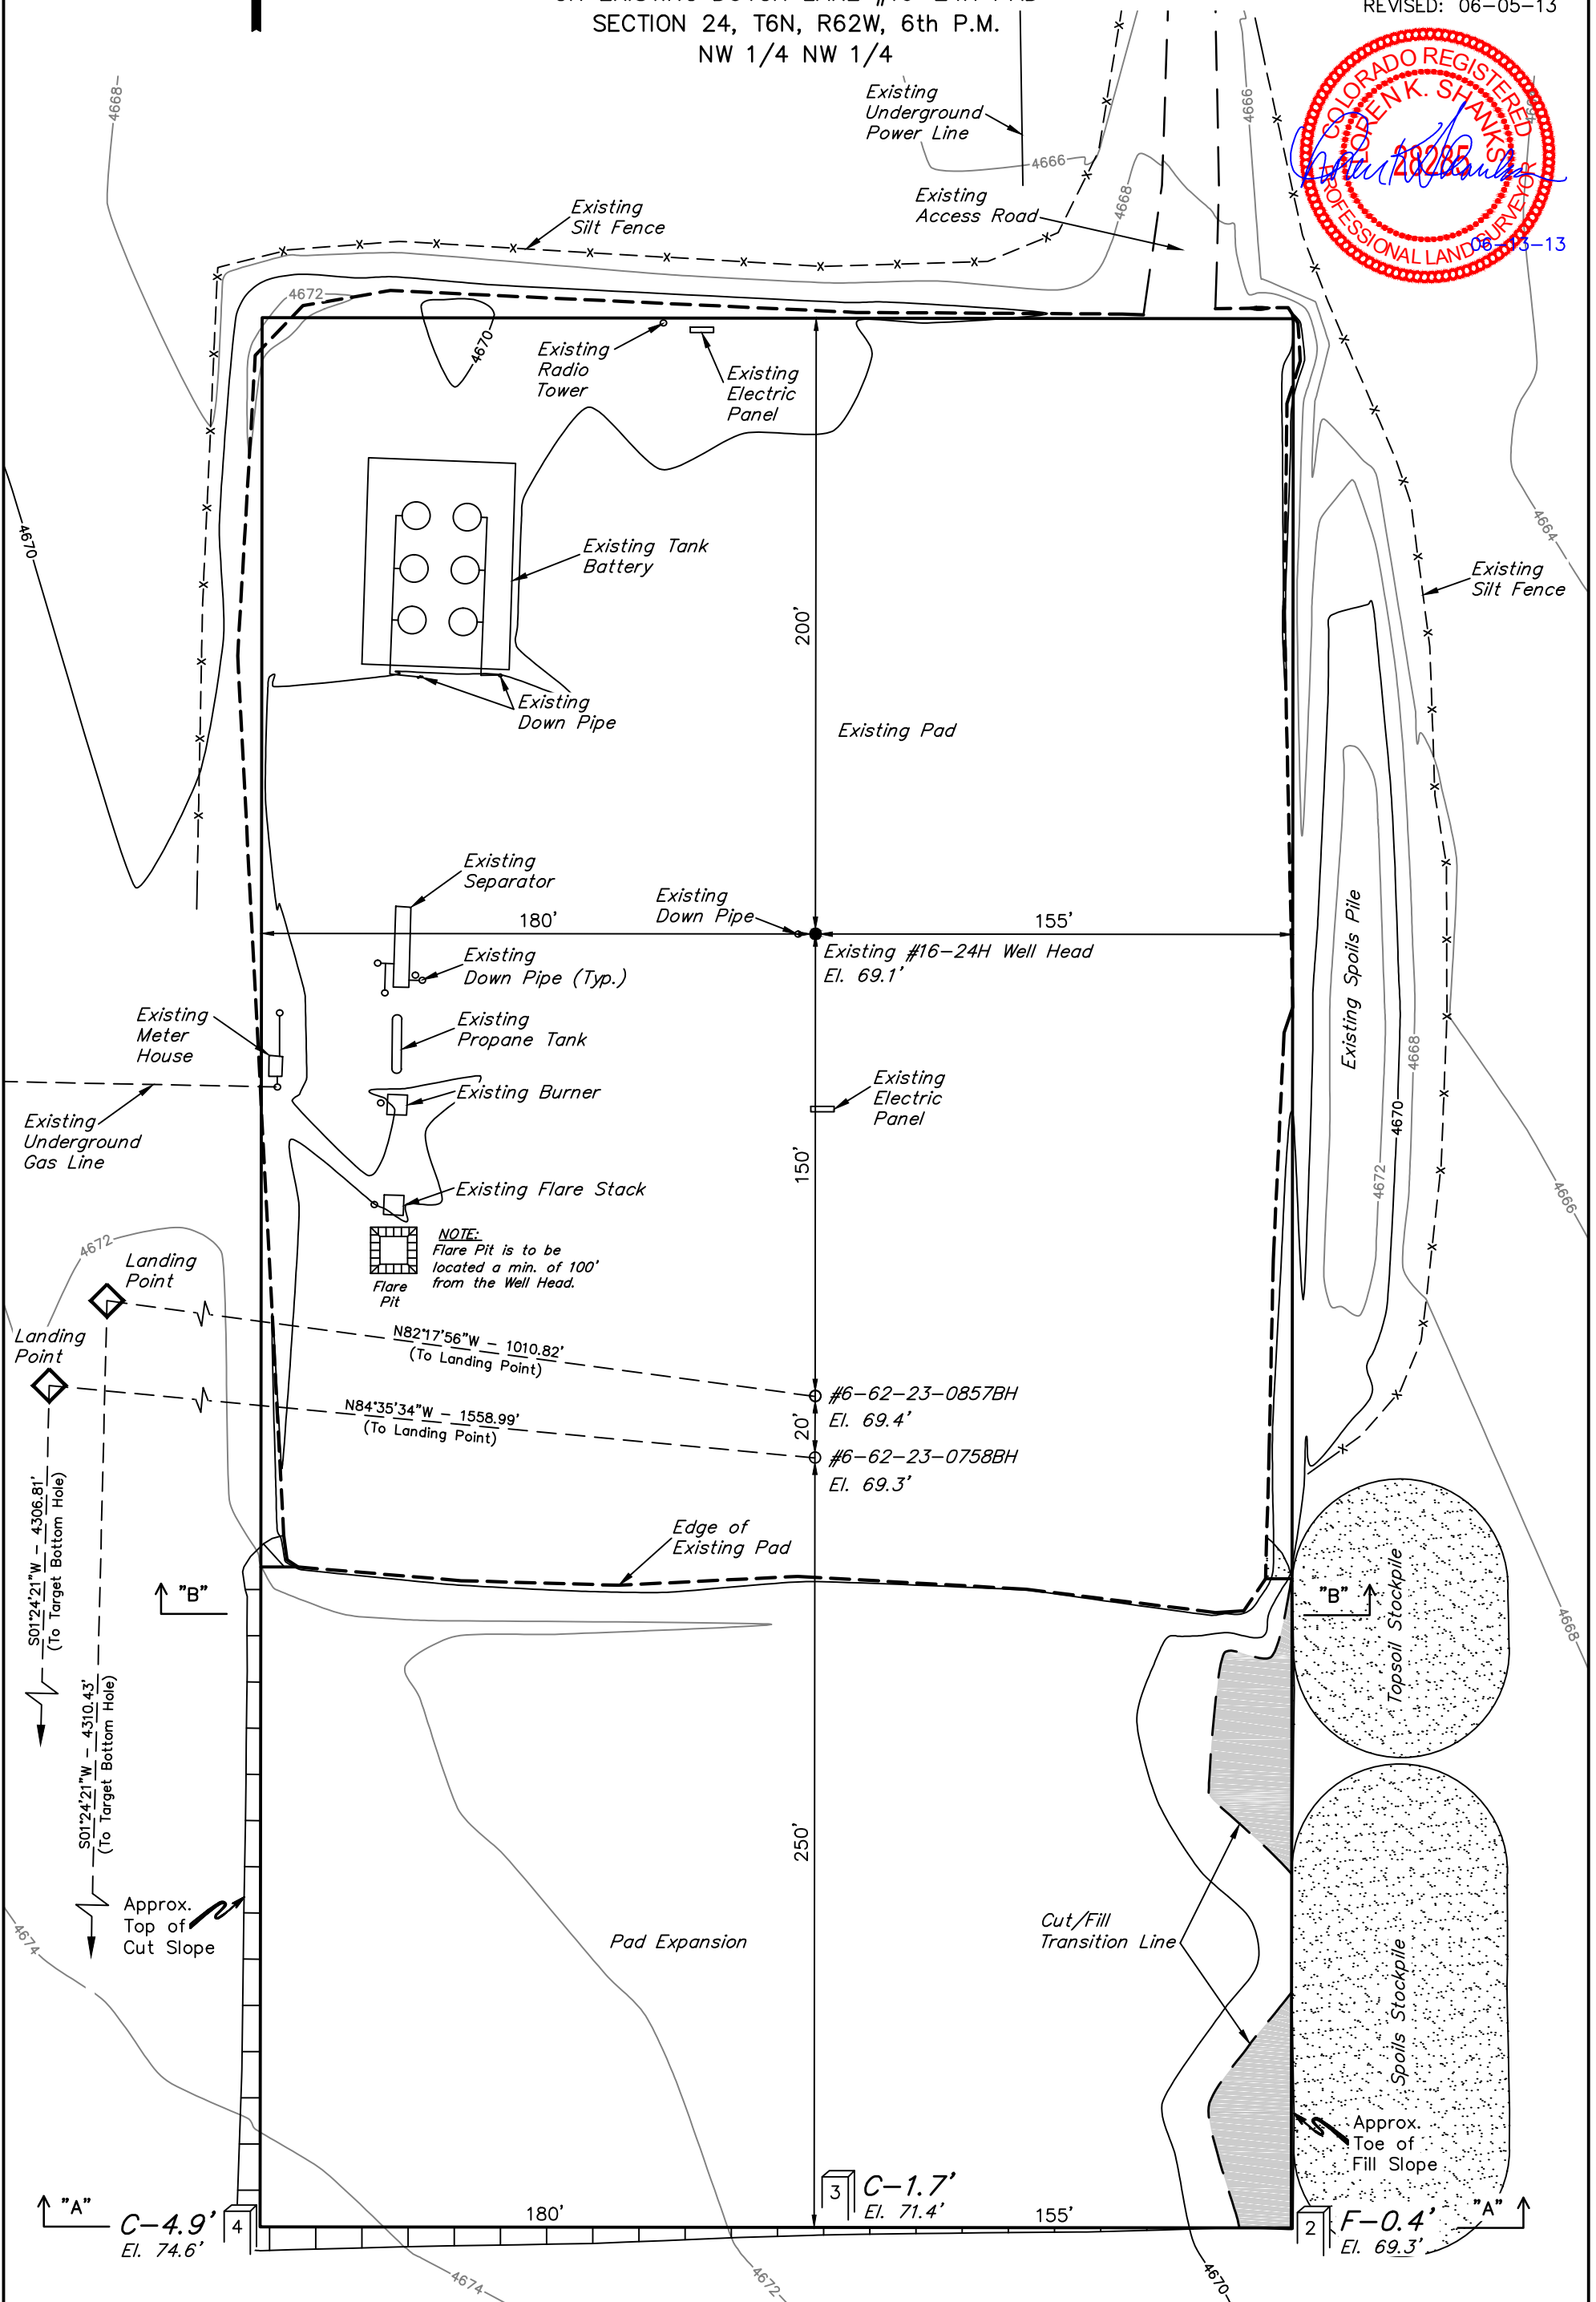 SECTION 24, T6N, R62W, 6th P.M.
NW 1/4 NW 1/4
REVISED: 06-05-13
COLORADO REGISTERED
LOREN K. SHANKS
28285
PROFESSIONAL LAND SURVEYOR
06-13-13
4668
Existing
Underground
Power Line
4666
4666
4668
Existing
Access Road
Existing
Silt Fence
4672
4670
Existing
Radio
Tower
Existing
Electric
Panel
4670
4664
Existing Tank
Battery
Existing
Silt Fence
200'
Existing
Down Pipe
Existing Pad
Existing
Separator
Existing
Down Pipe
180'
155'
Existing #16-24H Well Head
El. 69.1'
Existing
Down Pipe (Typ.)
Existing Spoils Pile
Existing
Meter
House
Existing
Propane Tank
4668
Existing Burner
Existing
Electric
Panel
4670
Existing
Underground
Gas Line
150'
4672
Existing Flare Stack
4666
NOTE:
Flare Pit is to be
located a min. of 100'
from the Well Head.
Flare
Pit
4672
Landing
Point
Landing
Point
N82°17'56"W - 1010.82'
(To Landing Point)
#6-62-23-0857BH
El. 69.4'
N84°35'34"W - 1558.99'
(To Landing Point)
20'
#6-62-23-0758BH
El. 69.3'
S01°24'21"W - 4306.81'
(To Target Bottom Hole)
Edge of
Existing Pad
Topsoil Stockpile
"B"
"B"
4668
S01°24'21"W - 4310.43'
(To Target Bottom Hole)
250'
Approx.
Top of
Cut Slope
4674
Pad Expansion
Cut/Fill
Transition Line
Spoils Stockpile
Approx.
Toe of
Fill Slope
"A"
C-4.9'
El. 74.6'
4
180'
3
C-1.7'
El. 71.4'
155'
2
F-0.4'
El. 69.3'
"A"
4674
4672
4670